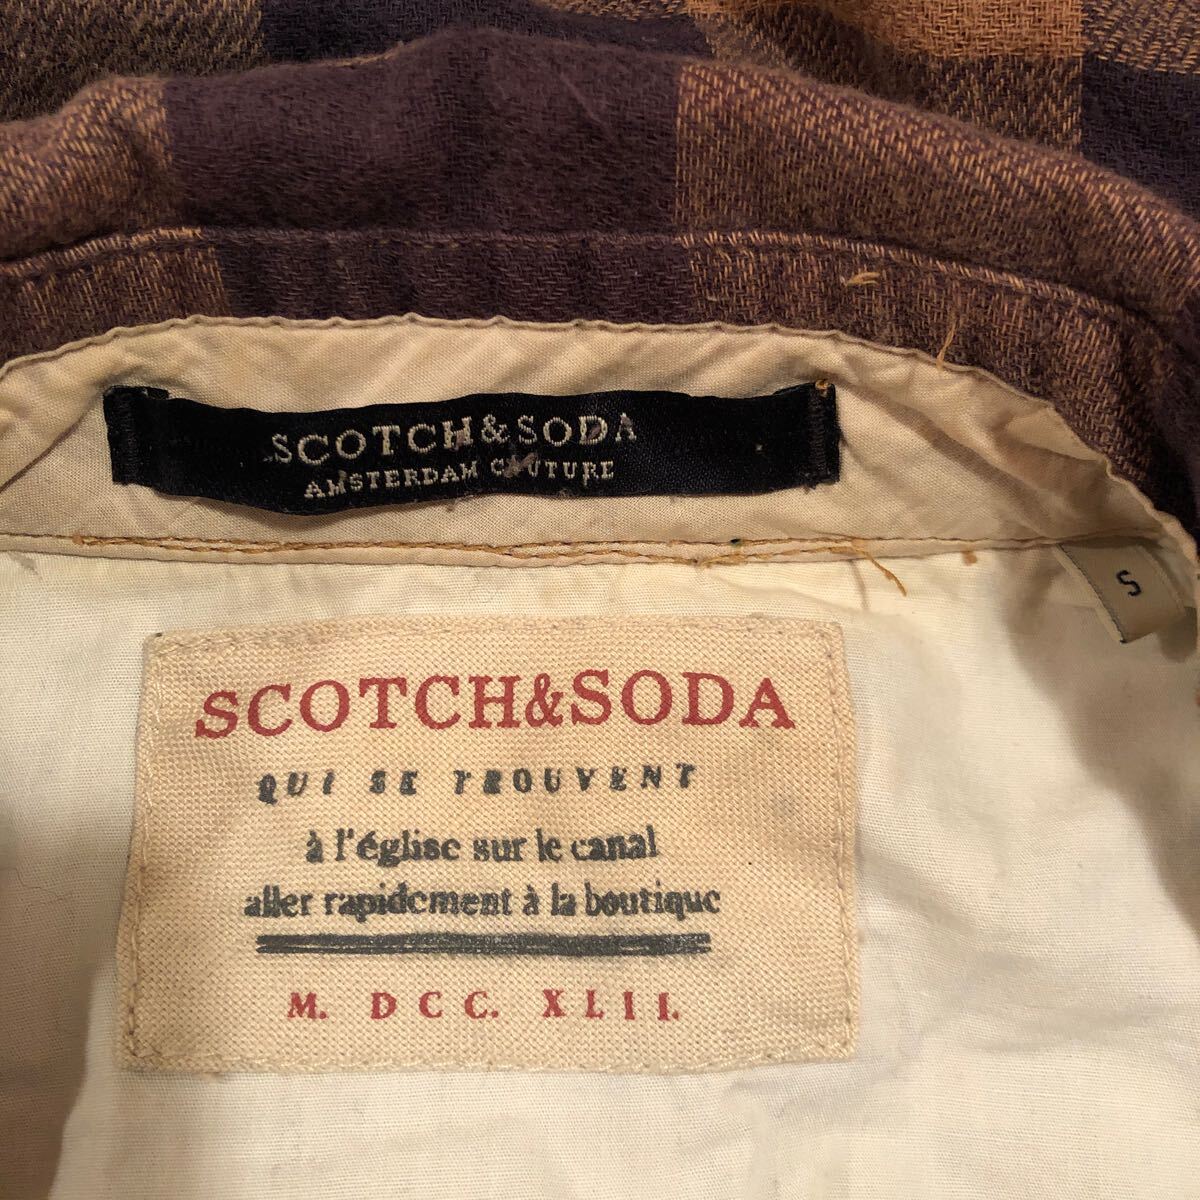 SCOTCH&SODA
AMSTERDAM COUTURE
S
SCOTCH&SODA
QUI SE TROUVENT
à l'église sur le canal
aller rapidement à la boutique
M. DCC. XLII.